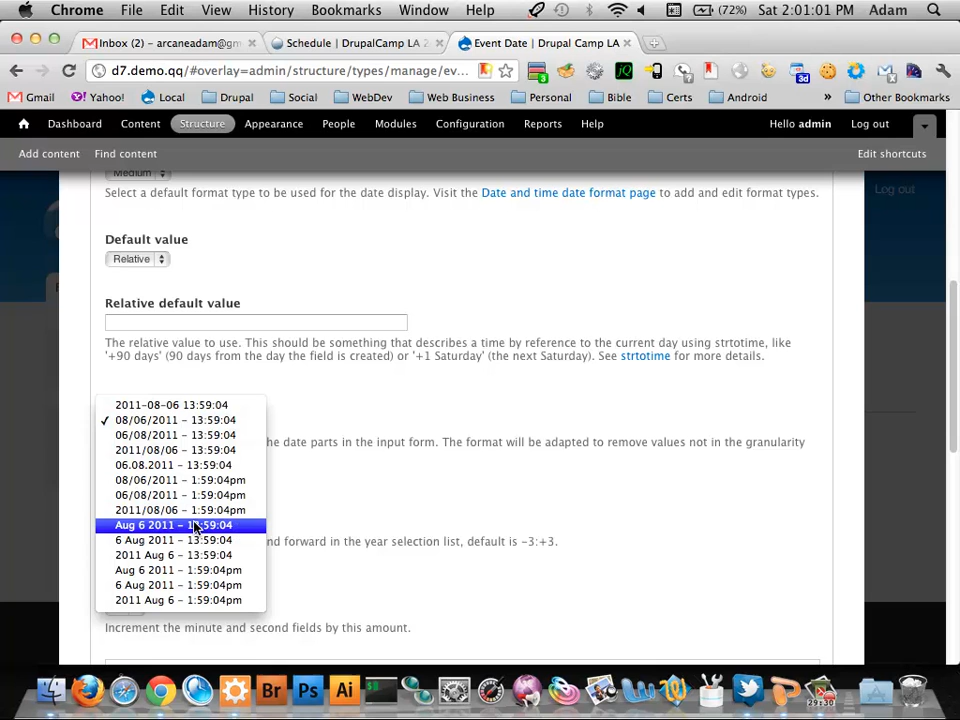 Chrome File Edit View History Bookmarks Window Help (72%) Sat 2:01:01 PM Adam
Inbox (2) – arcaneadam@gm
Schedule | DrupalCamp LA 2
Event Date | Drupal Camp LA
d7.demo.qq/#overlay=admin/structure/types/manage/ev...
Gmail Yahoo! Local Drupal Social WebDev Web Business Personal Bible Certs Android » Other Bookmarks
Dashboard Content Structure Appearance People Modules Configuration Reports Help Hello admin Log out
Add content Find content Edit shortcuts
Medium
Log out
Select a default format type to be used for the date display. Visit the Date and time date format page to add and edit format types.
Default value
Relative
Relative default value
The relative value to use. This should be something that describes a time by reference to the current day using strtotime, like
'+90 days' (90 days from the day the field is created) or '+1 Saturday' (the next Saturday). See strtotime for more details.
2011-08-06 13:59:04
✓ 08/06/2011 - 13:59:04
06/08/2011 - 13:59:04
he date parts in the input form. The format will be adapted to remove values not in the granularity
2011/08/06 - 13:59:04
06.08.2011 - 13:59:04
08/06/2011 - 1:59:04pm
06/08/2011 - 1:59:04pm
2011/08/06 - 1:59:04pm
Aug 6 2011 - 13:59:04
6 Aug 2011 - 13:59:04
nd forward in the year selection list, default is -3:+3.
2011 Aug 6 - 13:59:04
Aug 6 2011 - 1:59:04pm
6 Aug 2011 - 1:59:04pm
2011 Aug 6 - 1:59:04pm
Increment the minute and second fields by this amount.
Br Ps Ai
29:30